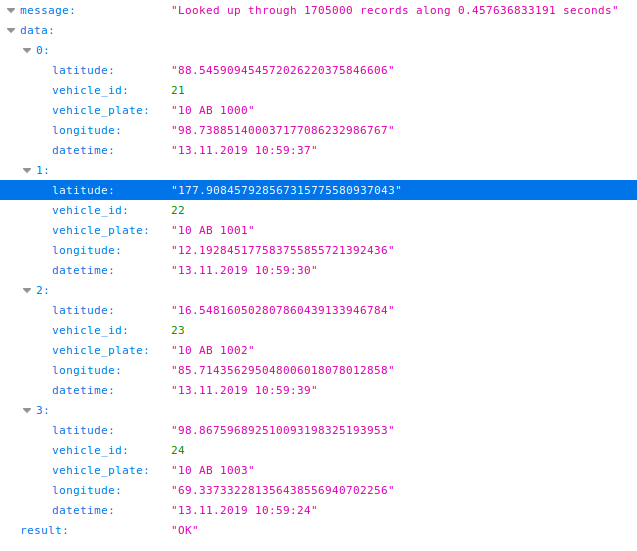 message: "Looked up through 1705000 records along 0.457636833191 seconds"
data:
0:
latitude: "88.545909454572026220375846606"
vehicle_id: 21
vehicle_plate: "10 AB 1000"
longitude: "98.738851400037177086232986767"
datetime: "13.11.2019 10:59:37"
1:
latitude: "177.908457928567315775580937043"
vehicle_id: 22
vehicle_plate: "10 AB 1001"
longitude: "12.192845177583755855721392436"
datetime: "13.11.2019 10:59:30"
2:
latitude: "16.548160502807860439133946784"
vehicle_id: 23
vehicle_plate: "10 AB 1002"
longitude: "85.714356295048006018078012858"
datetime: "13.11.2019 10:59:39"
3:
latitude: "98.867596892510093198325193953"
vehicle_id: 24
vehicle_plate: "10 AB 1003"
longitude: "69.337332281356438556940702256"
datetime: "13.11.2019 10:59:24"
result: "OK"